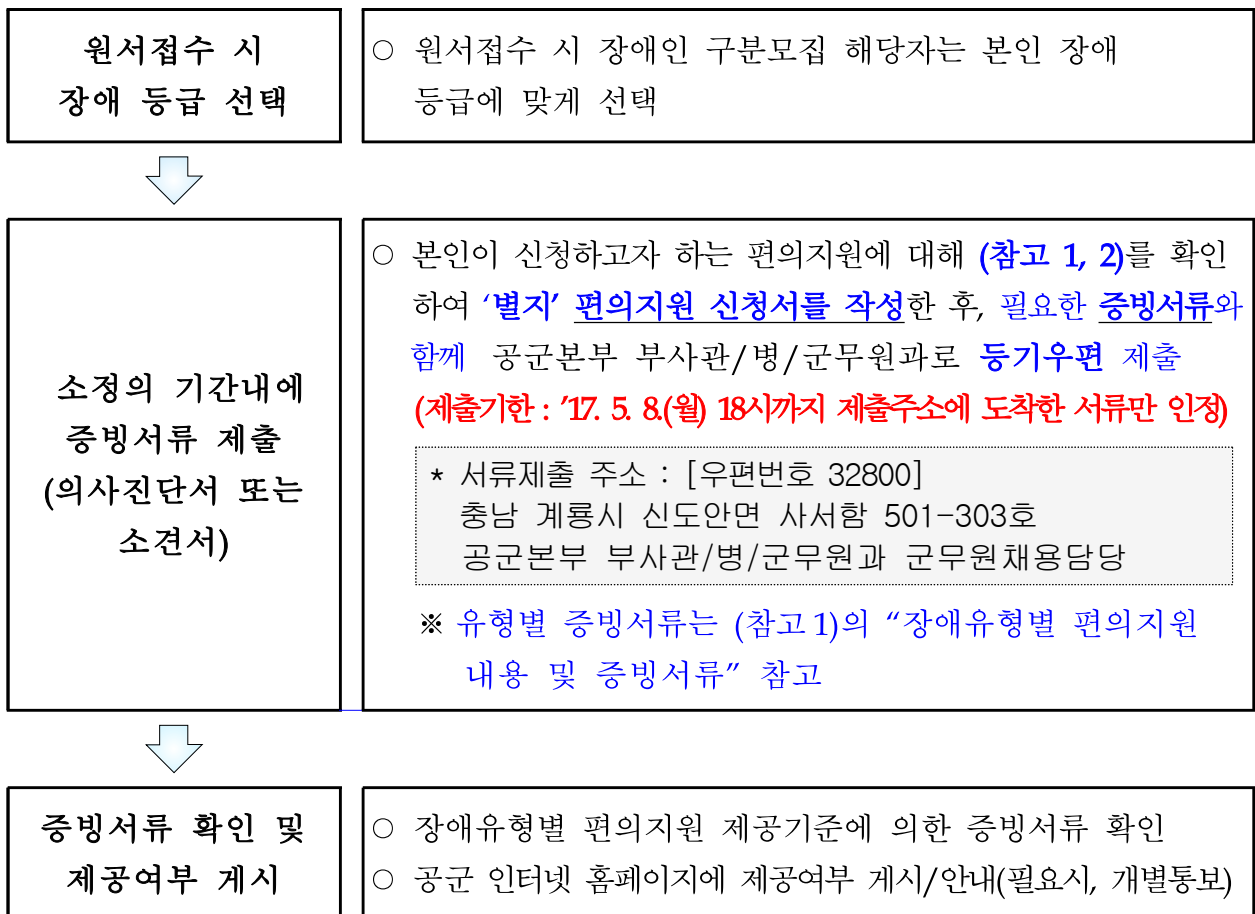 원서접수 시
장애 등급 선택
○ 원서접수 시 장애인 구분모집 해당자는 본인 장애
등급에 맞게 선택
소정의 기간내에
증빙서류 제출
(의사진단서 또는
소견서)
○ 본인이 신청하고자 하는 편의지원에 대해 (참고 1, 2)를 확인
하여 ‘별지’ 편의지원 신청서를 작성한 후, 필요한 증빙서류와
함께 공군본부 부사관/병/군무원과로 등기우편 제출
(제출기한 : ’17. 5. 8.(월) 18시까지 제출주소에 도착한 서류만 인정)
* 서류제출 주소 : [우편번호 32800]
충남 계룡시 신도안면 사서함 501-303호
공군본부 부사관/병/군무원과 군무원채용담당
※ 유형별 증빙서류는 (참고 1)의 “장애유형별 편의지원
내용 및 증빙서류” 참고
증빙서류 확인 및
제공여부 게시
○ 장애유형별 편의지원 제공기준에 의한 증빙서류 확인
○ 공군 인터넷 홈페이지에 제공여부 게시/안내(필요시, 개별통보)